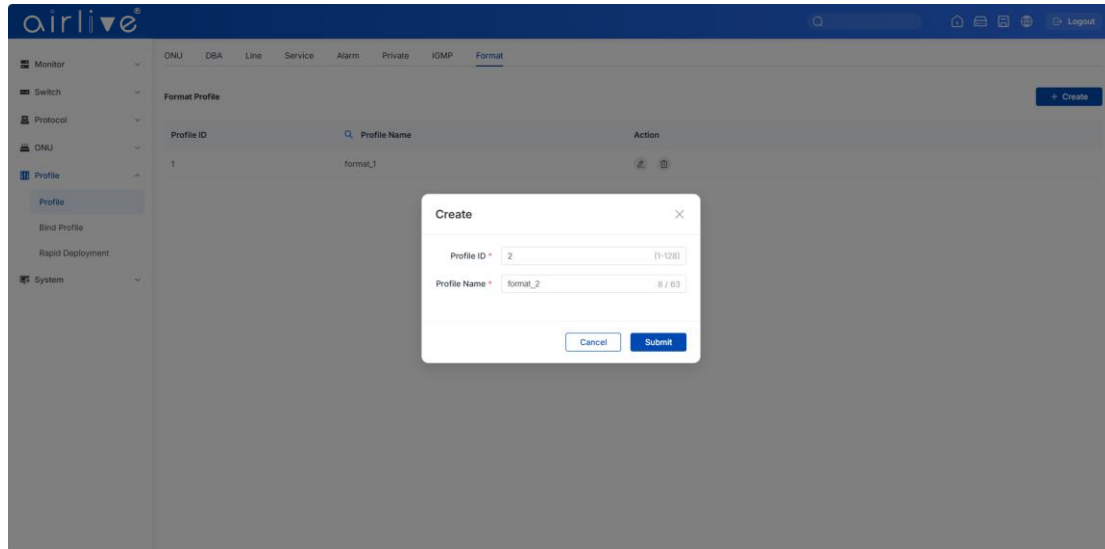 airlive®
Logout
Monitor
Switch
Protocol
ONU
Profile
Profile
Bind Profile
Rapid Deployment
System
ONU DBA Line Service Alarm Private IGMP Format
Format Profile
+ Create
Profile ID Profile Name Action
1 format_1
Create
Profile ID * 2 (1-128)
Profile Name * format_2 8 / 63
Cancel Submit